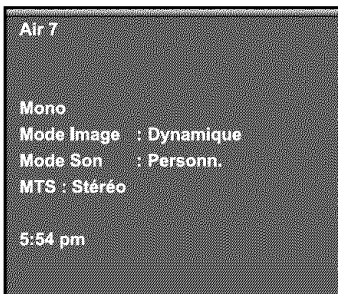 Air 7
Mono
Mode Image : Dynamique
Mode Son : Personn.
MTS : Stéréo
5:54 pm